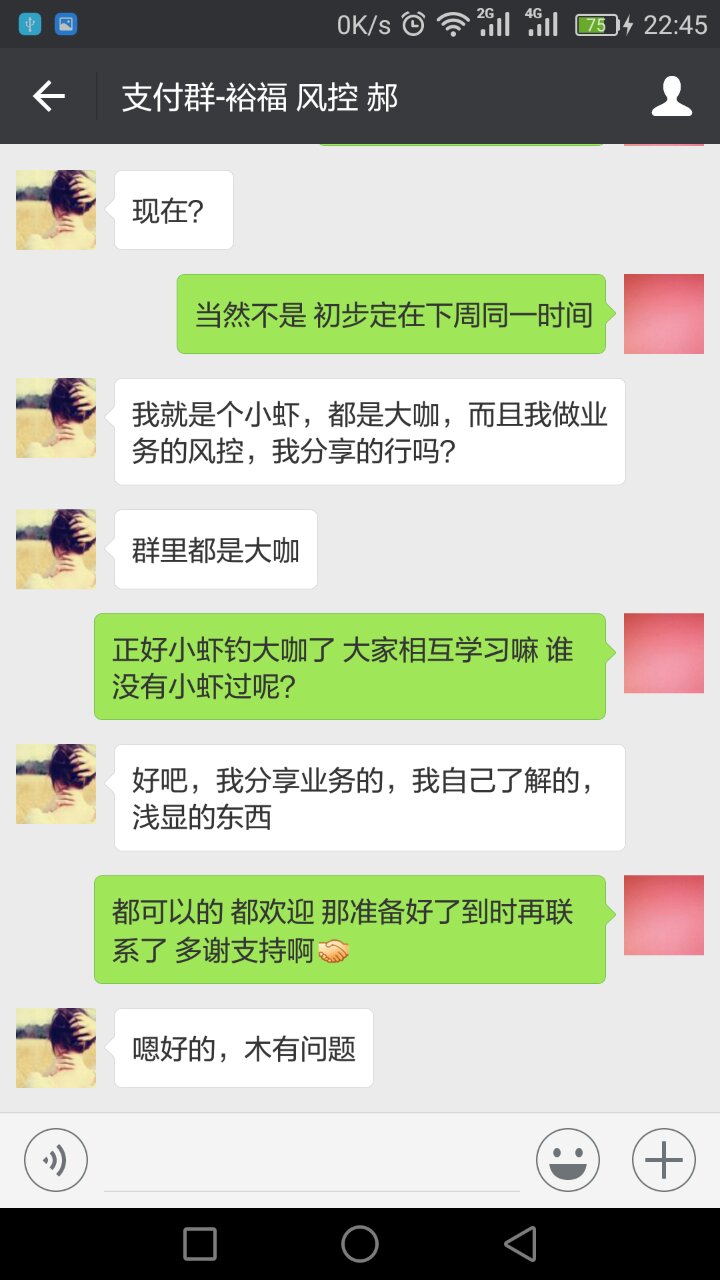 0K/s 2G 4G 75 22:45
支付群-裕福 风控 郝
现在?
当然不是 初步定在下周同一时间
我就是个小虾，都是大咖，而且我做业
务的风控，我分享的行吗?
群里都是大咖
正好小虾钓大咖了 大家相互学习嘛 谁
没有小虾过呢?
好吧，我分享业务的，我自己了解的，
浅显的东西
都可以的 都欢迎 那准备好了到时再联
系了 多谢支持啊🤝
嗯好的，木有问题